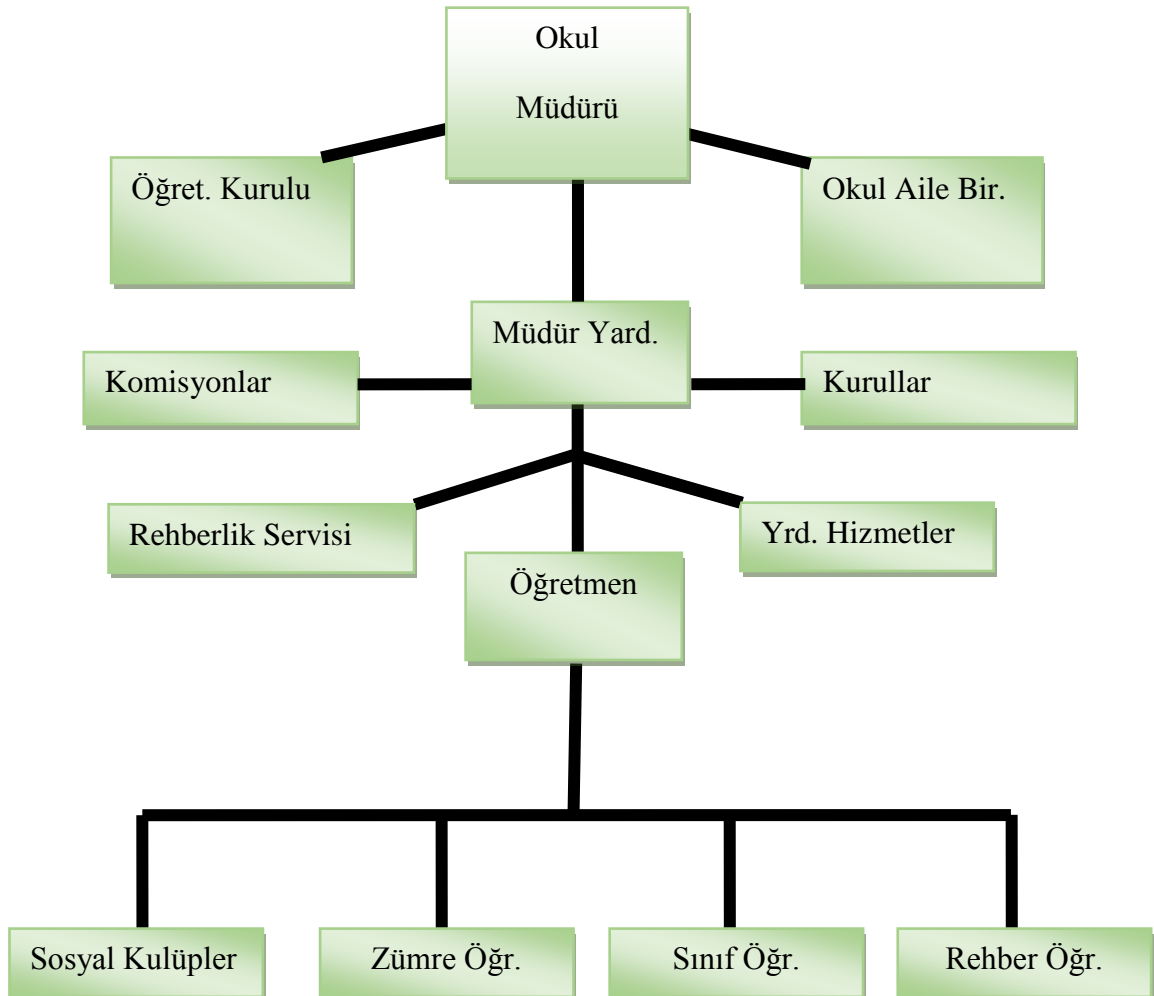 Okul
Müdürü
Öğret. Kurulu
Okul Aile Bir.
Müdür Yard.
Komisyonlar
Kurullar
Rehberlik Servisi
Yrd. Hizmetler
Öğretmen
Sosyal Kulüpler
Zümre Öğr.
Sınıf Öğr.
Rehber Öğr.